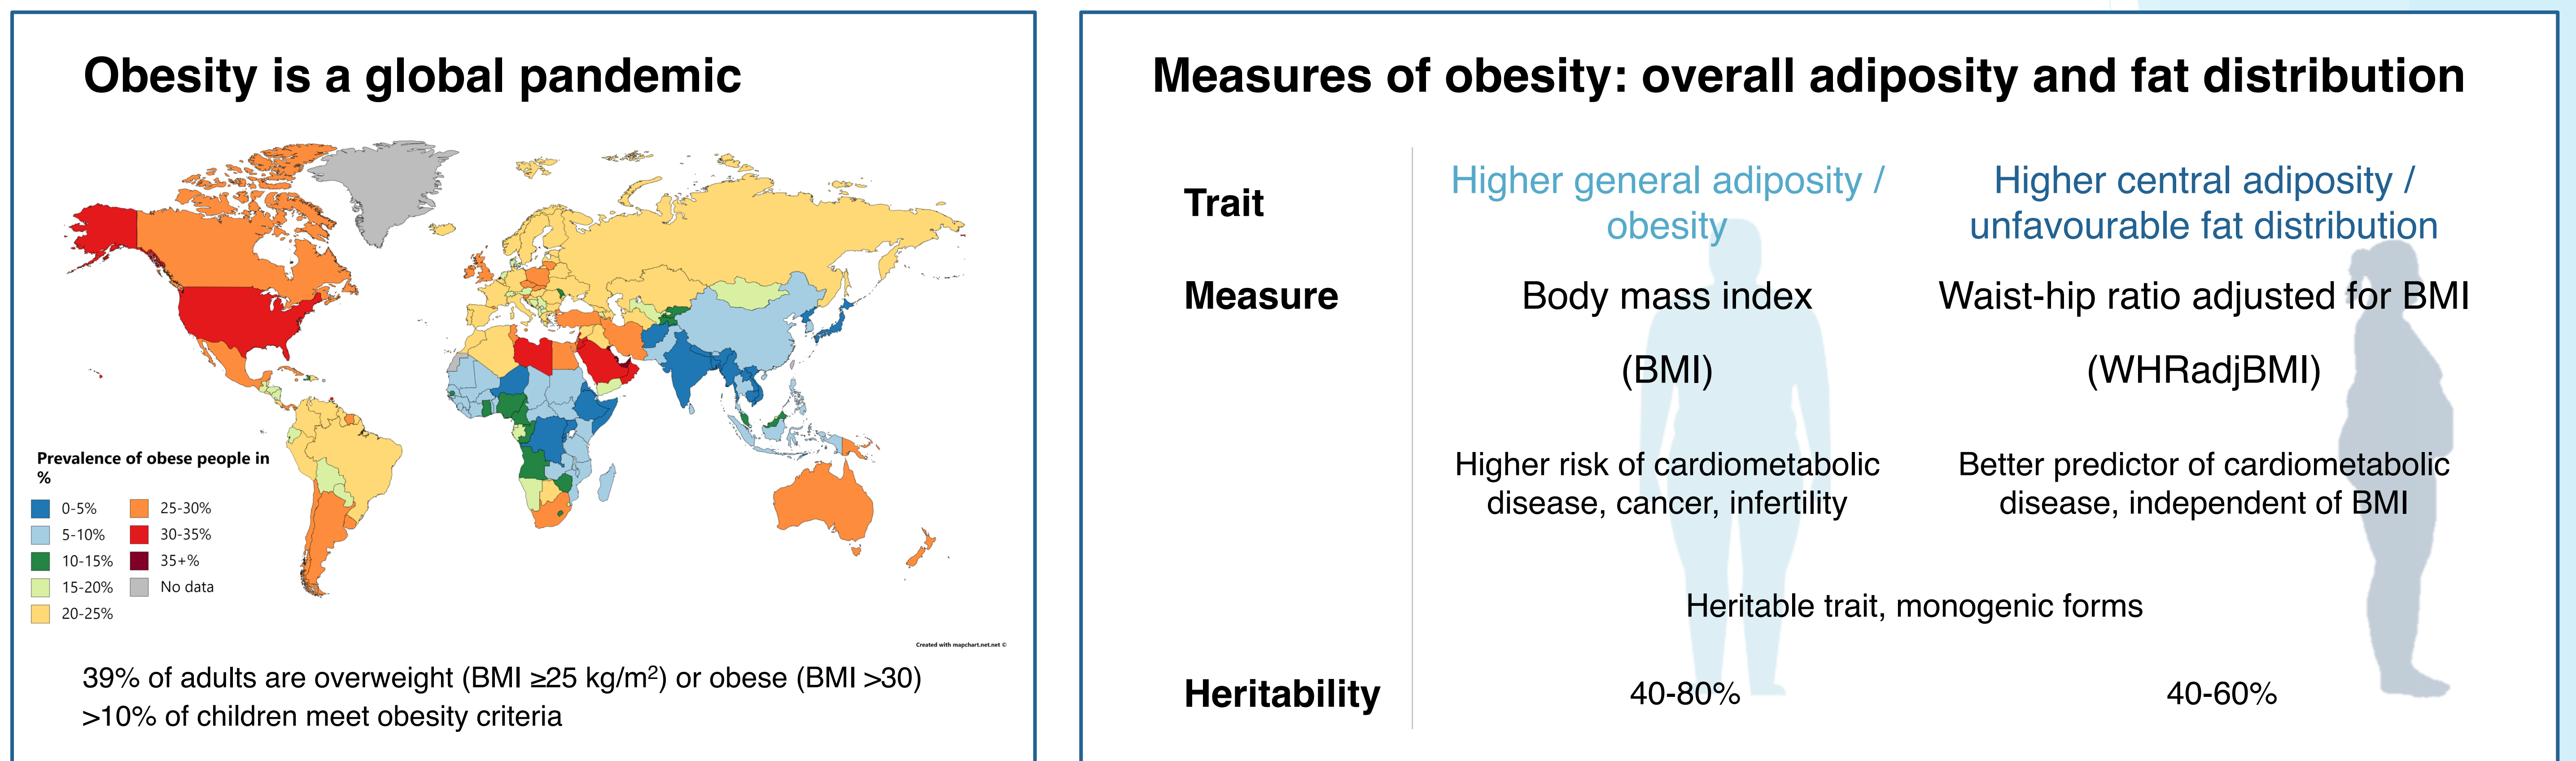 Obesity is a global pandemic
Prevalence of obese people in
%
0-5%
5-10%
10-15%
15-20%
20-25%
25-30%
30-35%
35+%
No data
Created with mapchart.net.net ©
39% of adults are overweight (BMI ≥25 kg/m²) or obese (BMI >30)
>10% of children meet obesity criteria
Measures of obesity: overall adiposity and fat distribution
Trait
Higher general adiposity /
obesity
Higher central adiposity /
unfavourable fat distribution
Measure
Body mass index
(BMI)
Waist-hip ratio adjusted for BMI
(WHRadjBMI)
Higher risk of cardiometabolic
disease, cancer, infertility
Better predictor of cardiometabolic
disease, independent of BMI
Heritable trait, monogenic forms
Heritability
40-80%
40-60%